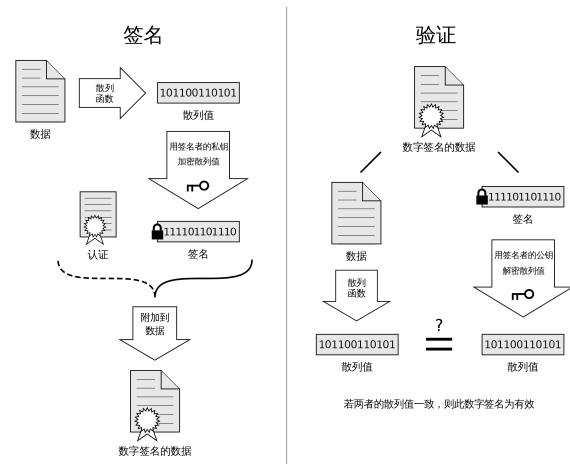 签名
散列
函数
101100110101
数据
散列值
用签名者的私钥
加密散列值
111101101110
认证
签名
附加到
数据
数字签名的数据
验证
数字签名的数据
111101101110
签名
数据
散列
函数
用签名者的公钥
解密散列值
101100110101
?
101100110101
散列值
散列值
若两者的散列值一致，则此数字签名为有效